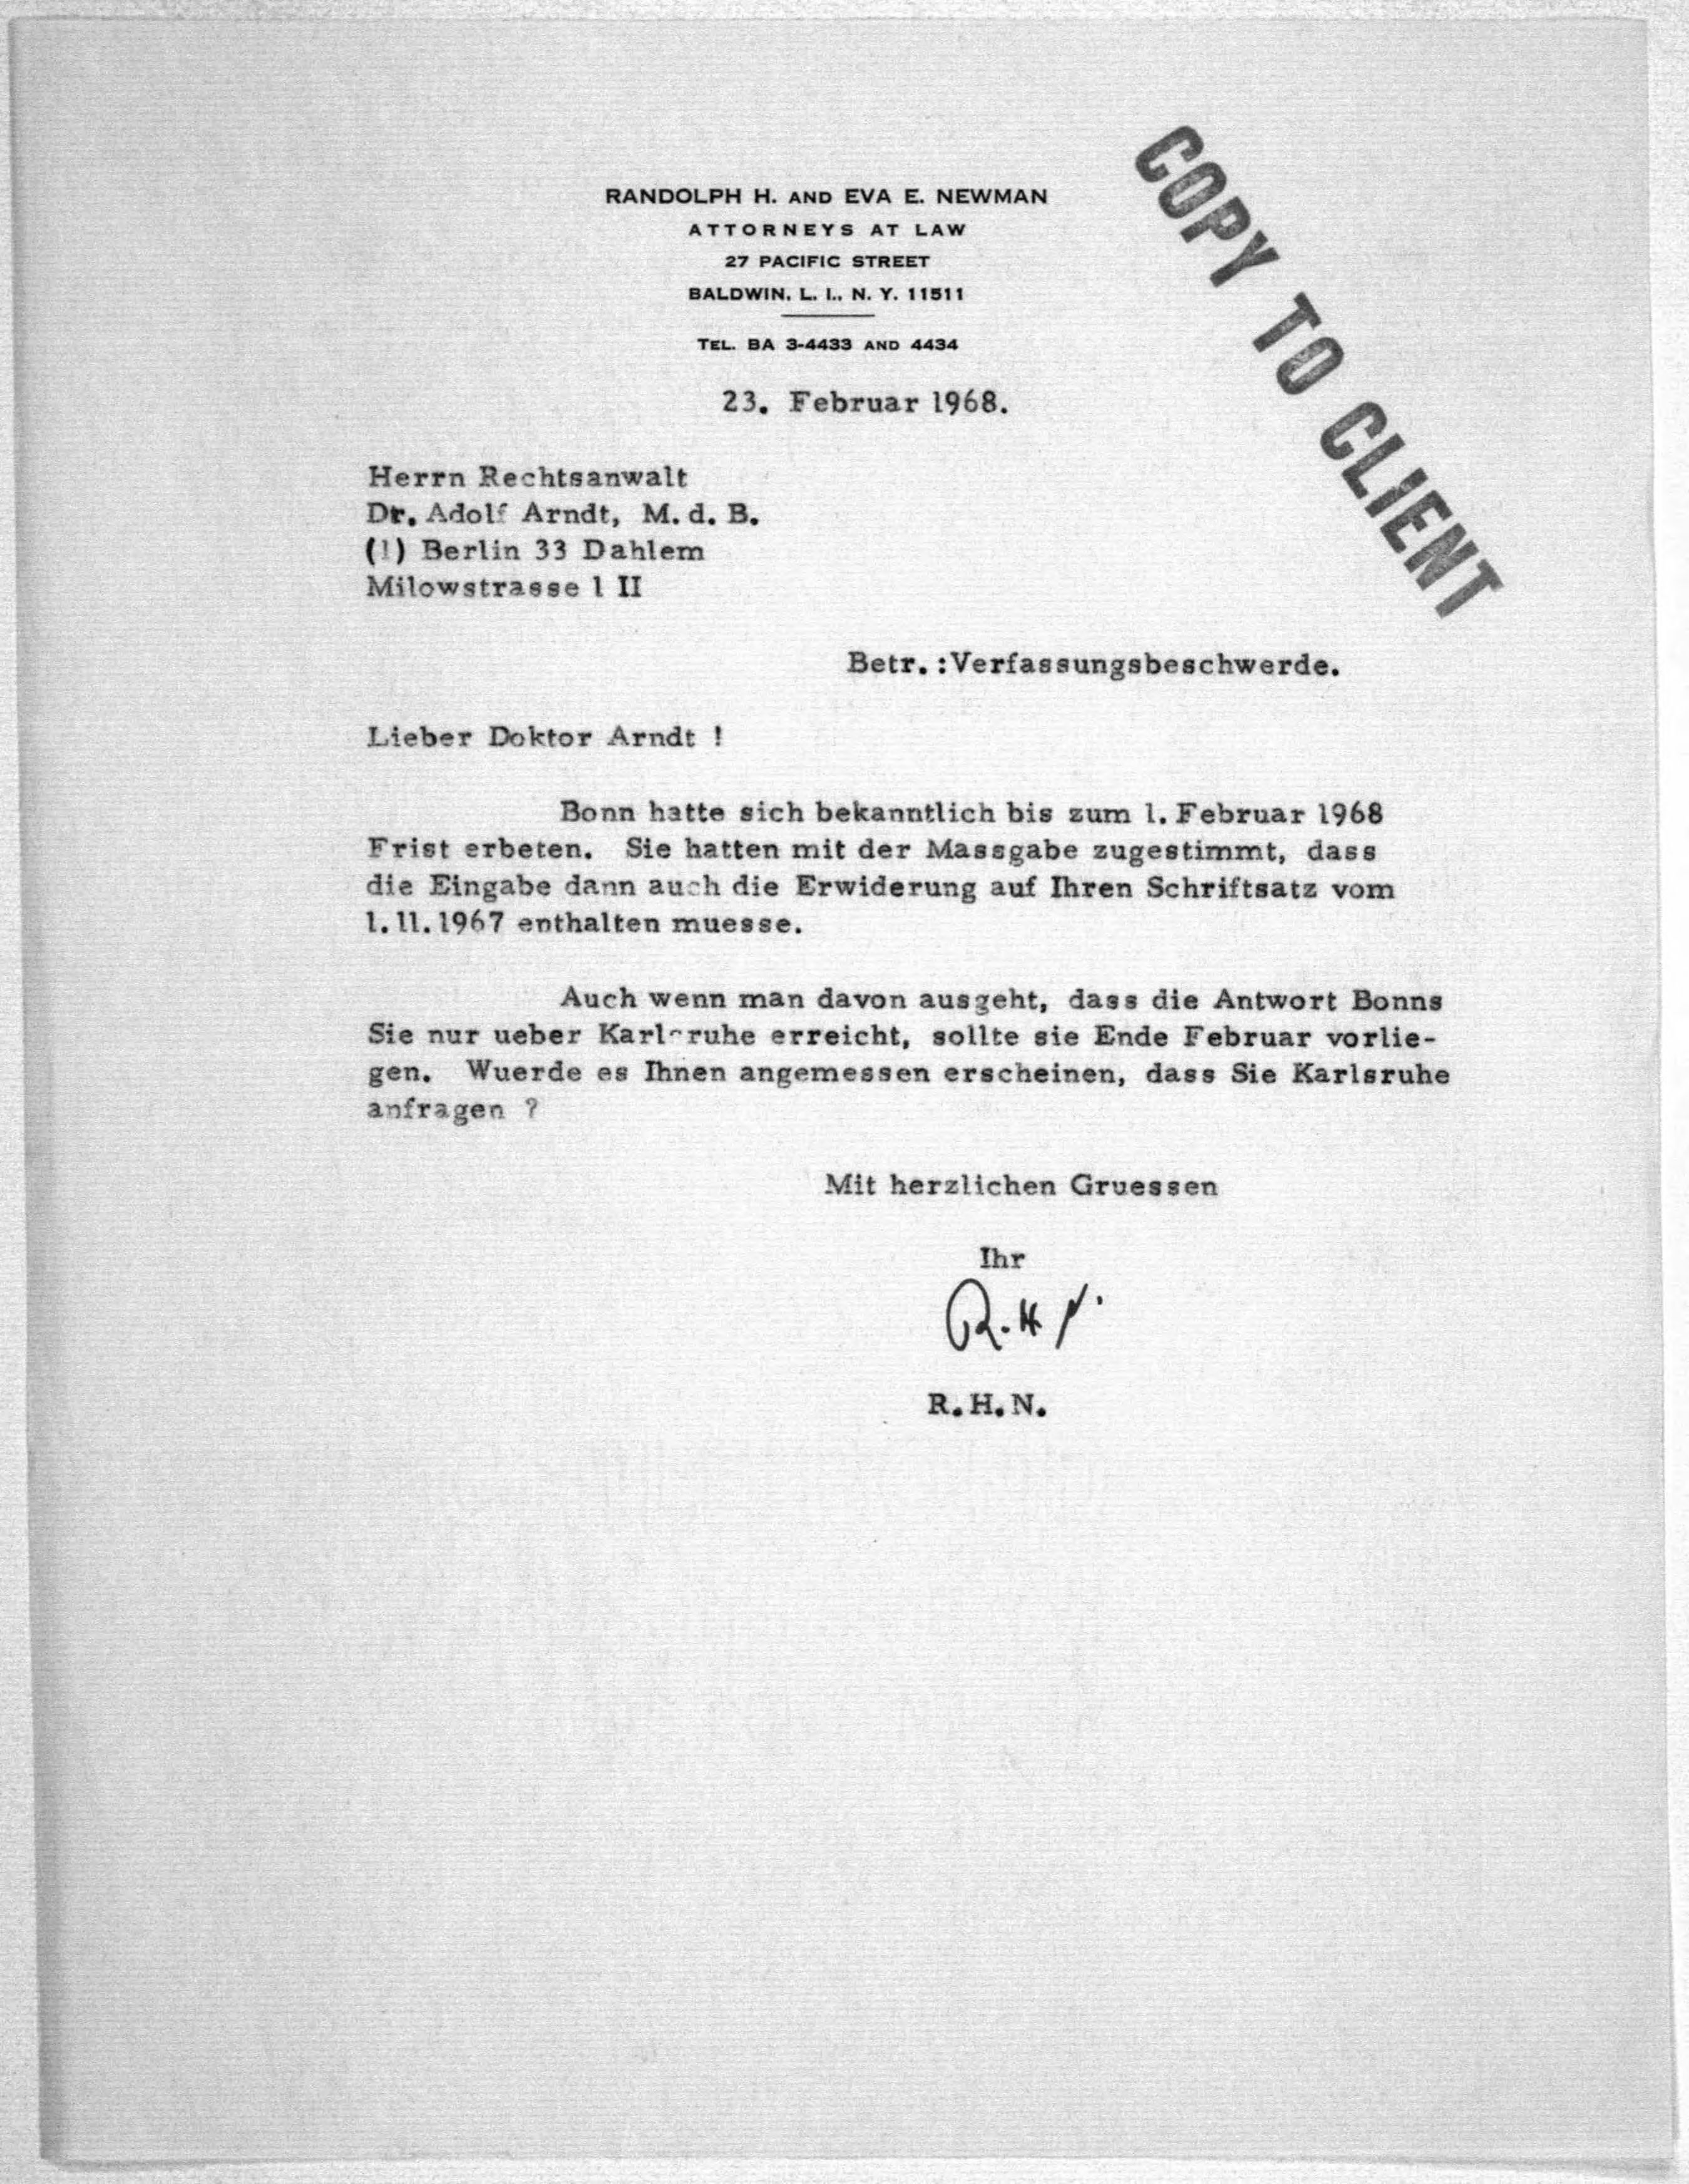 COPY TO CLIENT
RANDOLPH H. AND EVA E. NEWMAN
ATTORNEYS AT LAW
27 PACIFIC STREET
BALDWIN, L. I., N. Y. 11511
TEL. BA 3-4433 AND 4434
23. Februar 1968.
Herrn Rechtsanwalt
Dr. Adolf Arndt, M. d. B.
(1) Berlin 33 Dahlem
Milowstrasse 1 II
Betr. :Verfassungsbeschwerde.
Lieber Doktor Arndt !
Bonn hatte sich bekanntlich bis zum 1. Februar 1968
Frist erbeten. Sie hatten mit der Massgabe zugestimmt, dass
die Eingabe dann auch die Erwiderung auf Ihren Schriftsatz vom
1. 11. 1967 enthalten muesse.
Auch wenn man davon ausgeht, dass die Antwort Bonns
Sie nur ueber Karlsruhe erreicht, sollte sie Ende Februar vorlie-
gen. Wuerde es Ihnen angemessen erscheinen, dass Sie Karlsruhe
anfragen ?
Mit herzlichen Gruessen
Ihr
R. H. N.
R. H. N.